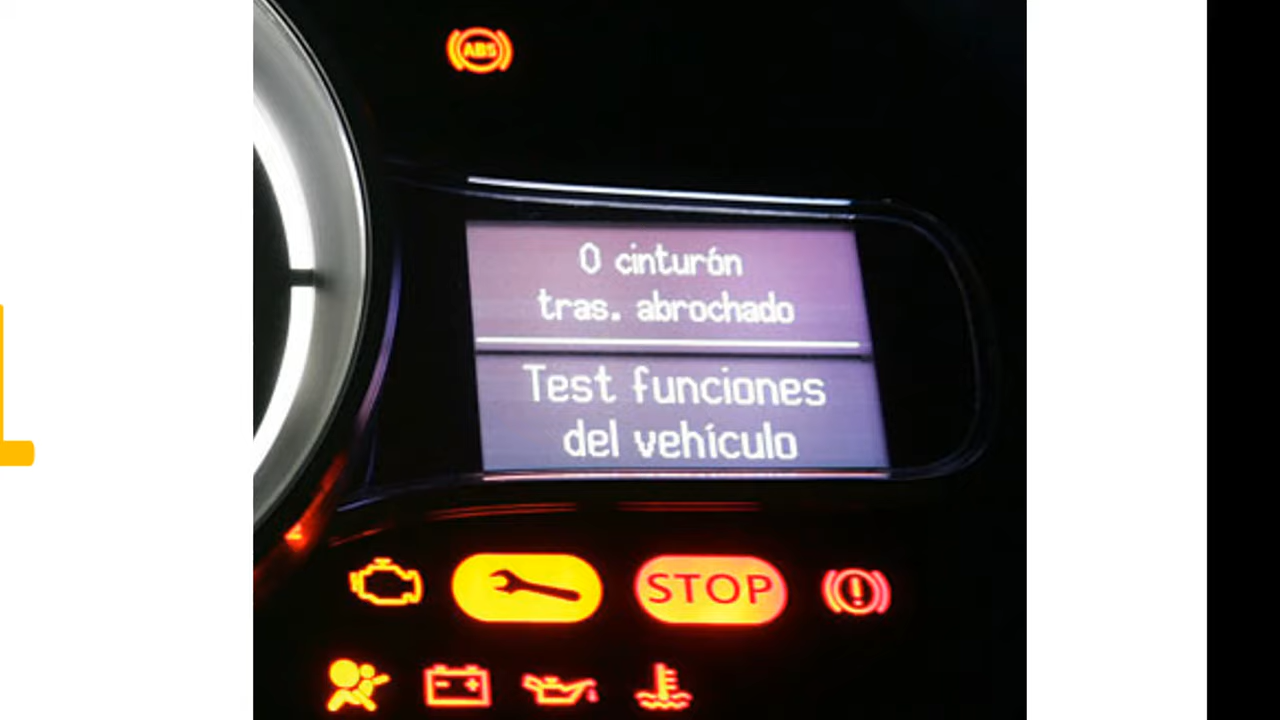 ABS
0 cinturón
tras. abrochado
Test funciones
del vehículo
STOP